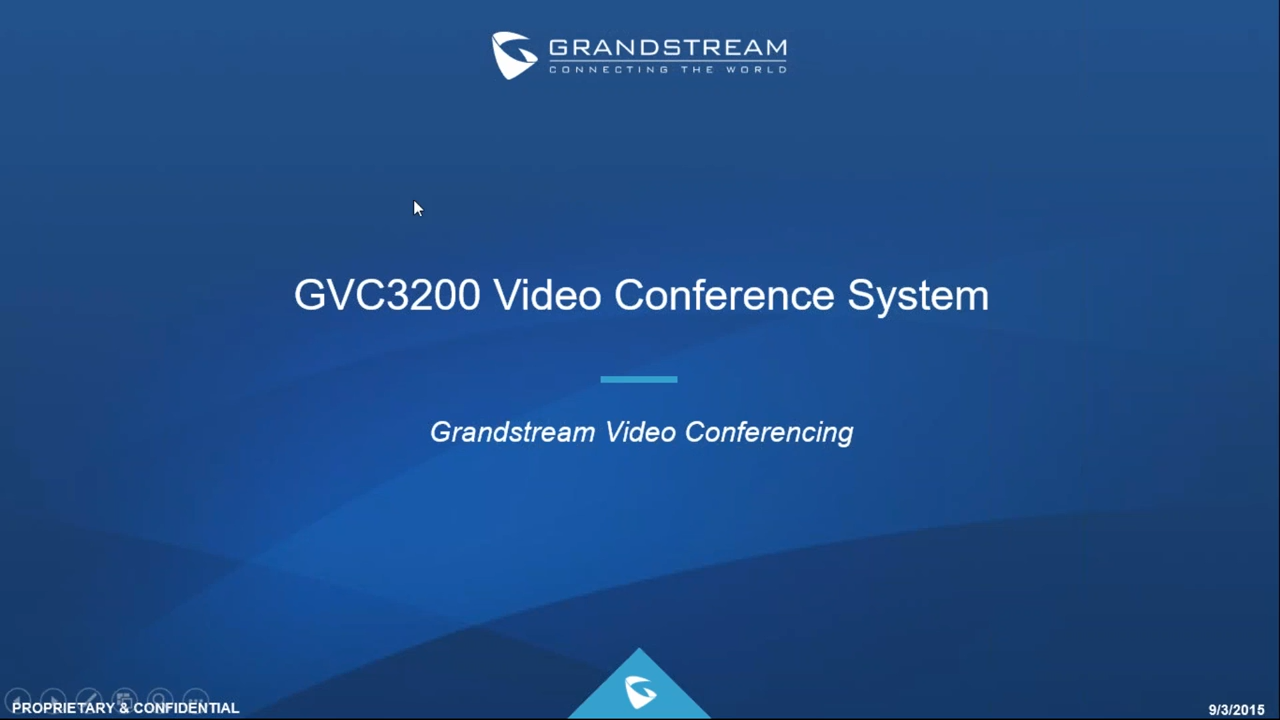 GRANDSTREAM
CONNECTING THE WORLD
GVC3200 Video Conference System
Grandstream Video Conferencing
PROPRIETARY & CONFIDENTIAL
9/3/2015